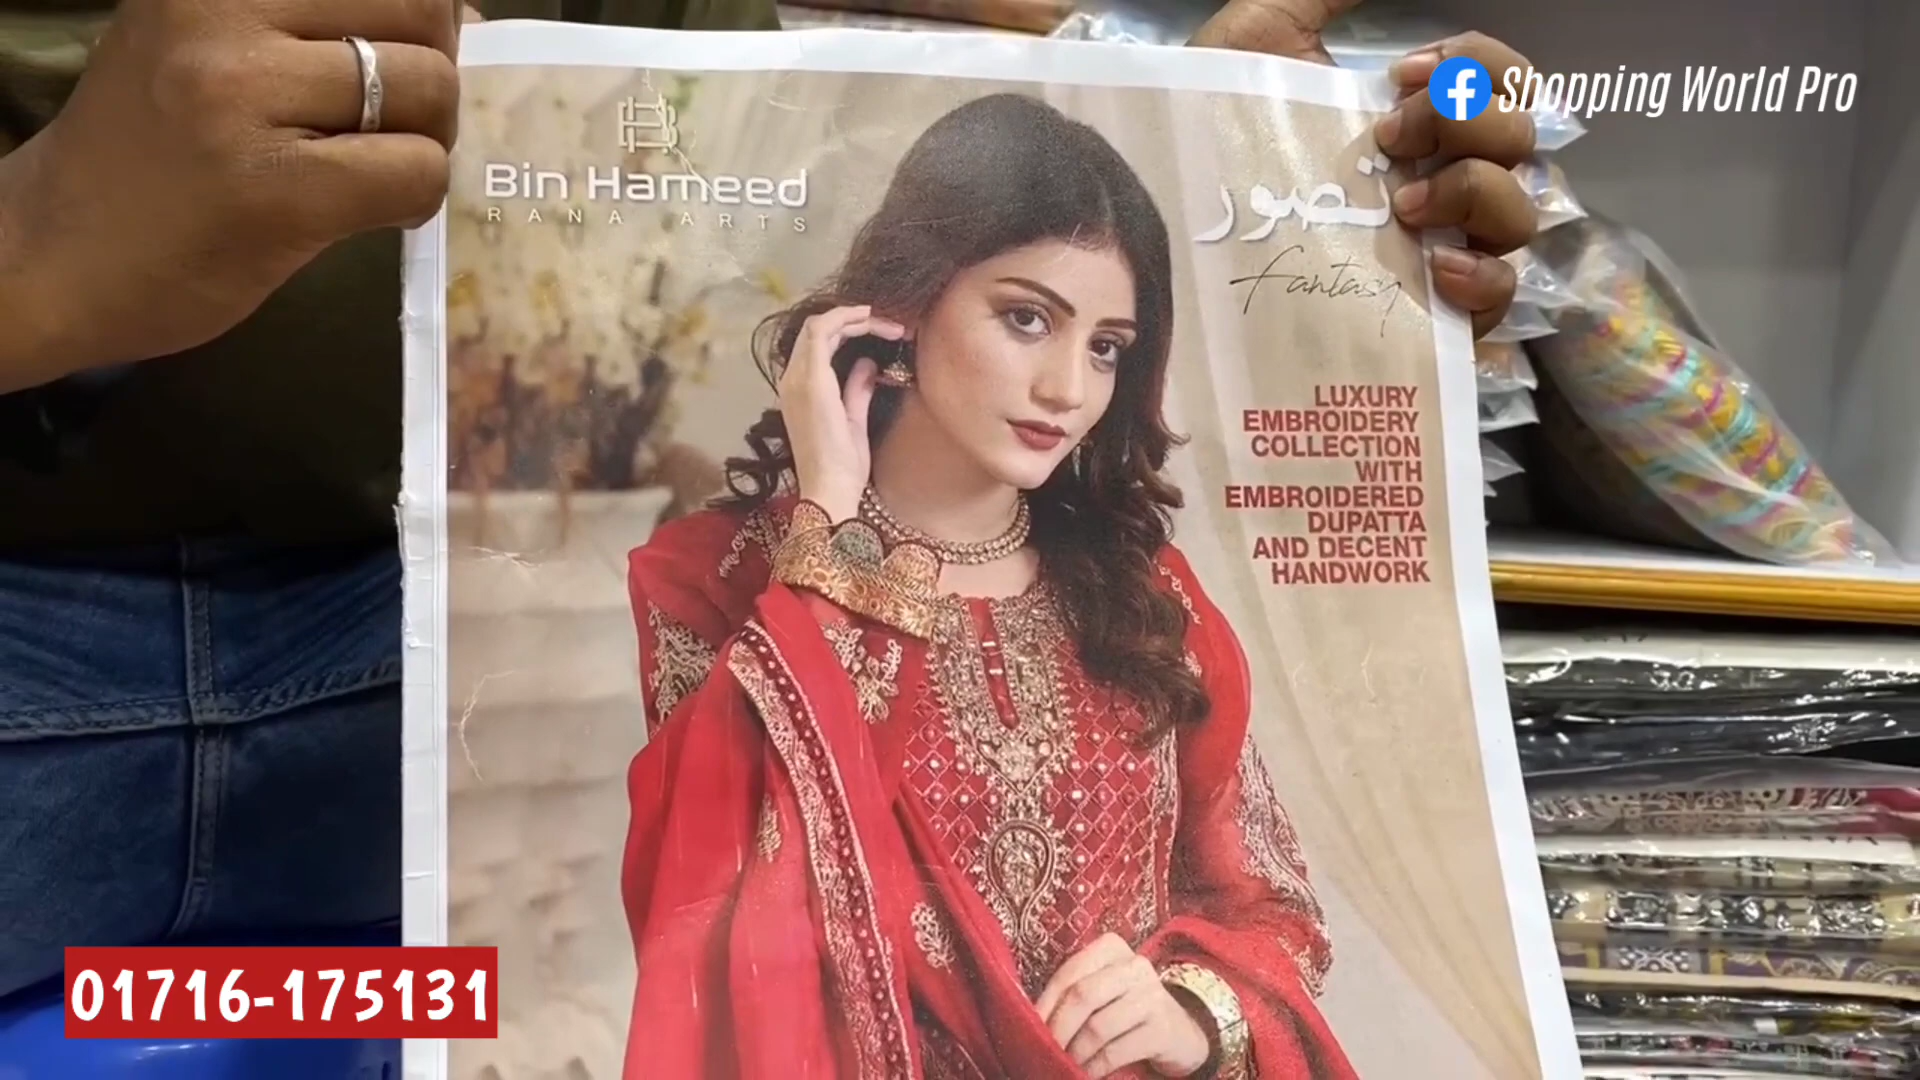 Shopping World Pro
Bin Hameed
RANA ARTS
تصور
fantasy
LUXURY
EMBROIDERY
COLLECTION
WITH
EMBROIDERED
DUPATTA
AND DECENT
HANDWORK
01716-175131